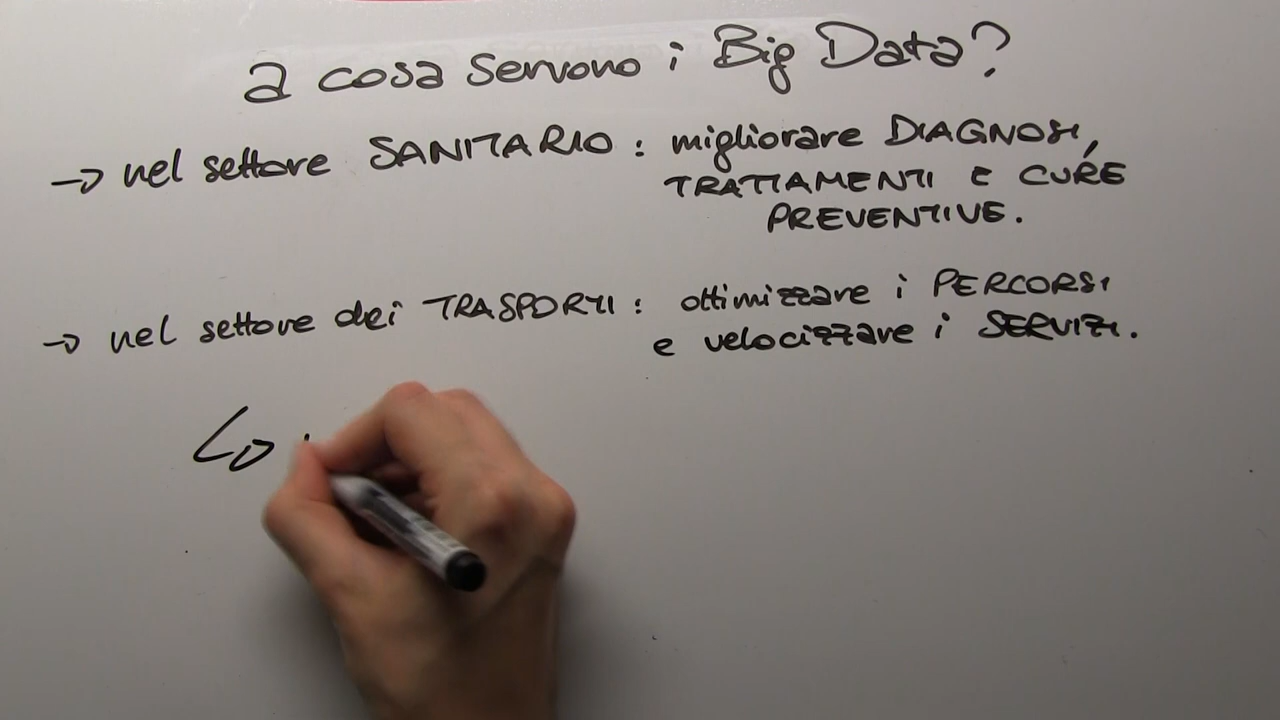 a cosa servono i Big Data?
→ nel settore SANITARIO : migliorare DIAGNOSI,
TRATTAMENTI E CURE
PREVENTIVE.
→ nel settore dei TRASPORTI : ottimizzare i PERCORSI
e velocizzare i SERVIZI.